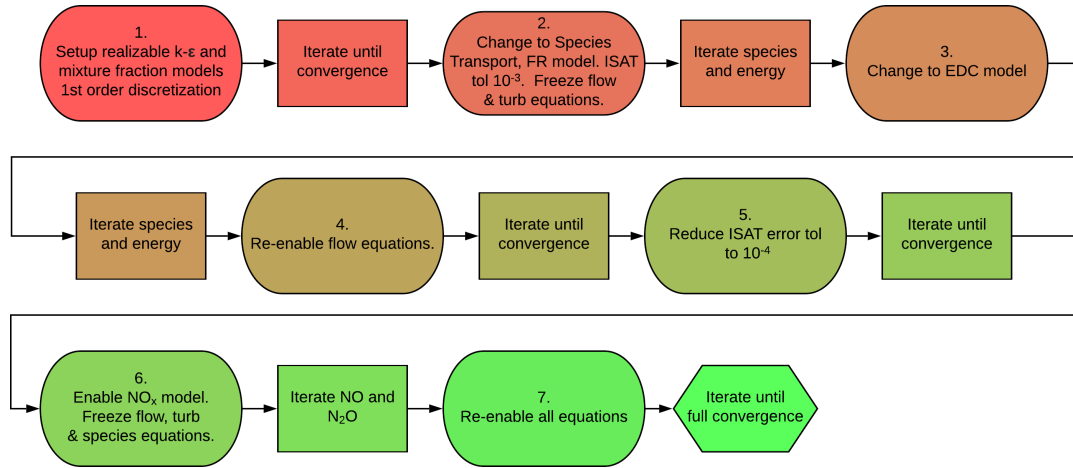 1.
Setup realizable k-ε and
mixture fraction models
1st order discretization
Iterate until
convergence
2.
Change to Species
Transport, FR model. ISAT
tol 10⁻³. Freeze flow
& turb equations.
Iterate species
and energy
3.
Change to EDC model
Iterate species
and energy
4.
Re-enable flow equations.
Iterate until
convergence
5.
Reduce ISAT error tol
to 10⁻⁴
Iterate until
convergence
6.
Enable NOₓ model.
Freeze flow, turb
& species equations.
Iterate NO and
N₂O
7.
Re-enable all equations
Iterate until
full convergence